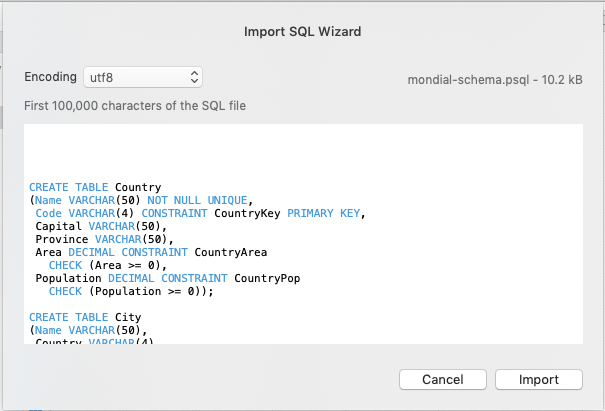 Import SQL Wizard
Encoding utf8 mondial-schema.psql - 10.2 kB
First 100,000 characters of the SQL file
CREATE TABLE Country
(Name VARCHAR(50) NOT NULL UNIQUE,
 Code VARCHAR(4) CONSTRAINT CountryKey PRIMARY KEY,
 Capital VARCHAR(50),
 Province VARCHAR(50),
 Area DECIMAL CONSTRAINT CountryArea
   CHECK (Area >= 0),
 Population DECIMAL CONSTRAINT CountryPop
   CHECK (Population >= 0));
CREATE TABLE City
(Name VARCHAR(50),
 Country VARCHAR(4)
Cancel Import